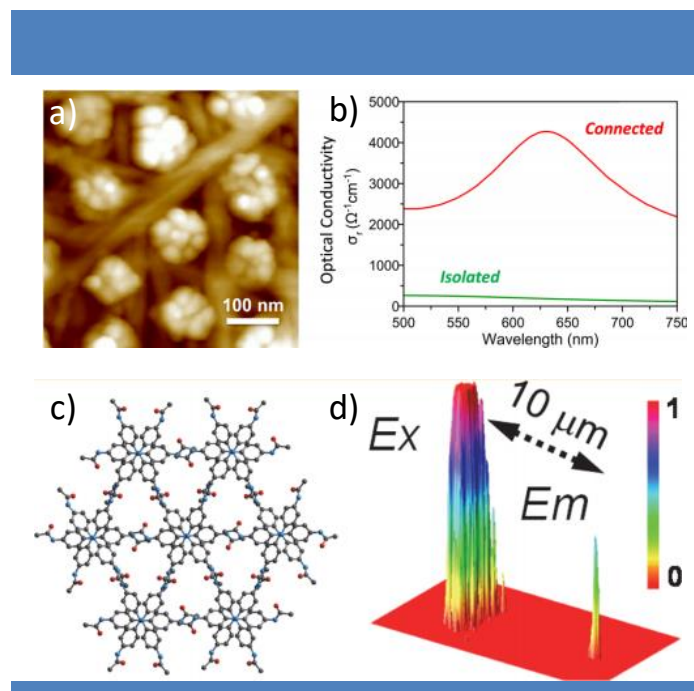 a)
100 nm
b)
Optical Conductivity
σr (Ω-1cm-1)
5000
4000
3000
2000
1000
0
Connected
Isolated
500 550 600 650 700 750
Wavelength (nm)
c)
d)
Ex
10 μm
Em
1
0